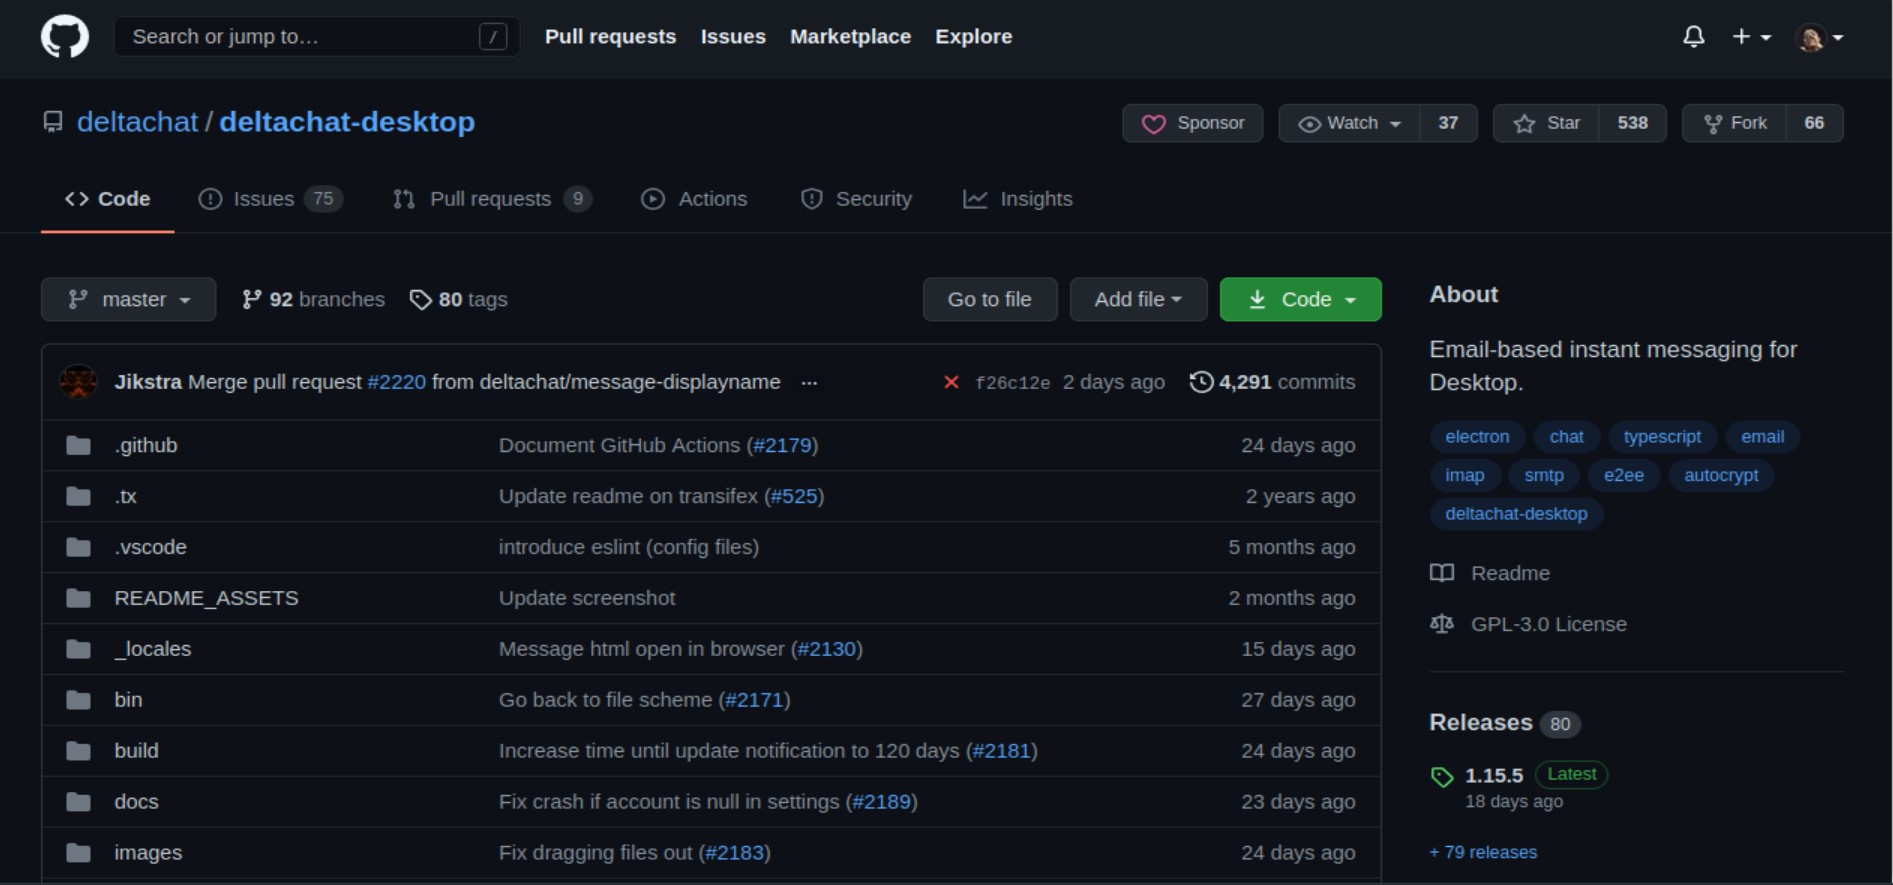 Search or jump to… /
Pull requests Issues Marketplace Explore
deltachat / deltachat-desktop
Sponsor Watch 37 Star 538 Fork 66
Code Issues 75 Pull requests 9 Actions Security Insights
master 92 branches 80 tags Go to file Add file Code
Jikstra Merge pull request #2220 from deltachat/message-displayname ... f26c12e 2 days ago 4,291 commits
.github Document GitHub Actions (#2179) 24 days ago
.tx Update readme on transifex (#525) 2 years ago
.vscode introduce eslint (config files) 5 months ago
README_ASSETS Update screenshot 2 months ago
_locales Message html open in browser (#2130) 15 days ago
bin Go back to file scheme (#2171) 27 days ago
build Increase time until update notification to 120 days (#2181) 24 days ago
docs Fix crash if account is null in settings (#2189) 23 days ago
images Fix dragging files out (#2183) 24 days ago
About
Email-based instant messaging for
Desktop.
electron chat typescript email
imap smtp e2ee autocrypt
deltachat-desktop
Readme
GPL-3.0 License
Releases 80
1.15.5 Latest
18 days ago
+ 79 releases